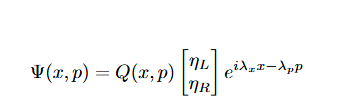 Ψ(x, p) = Q(x, p) [η_L η_R] e^{iλ_x x−λ_p p}